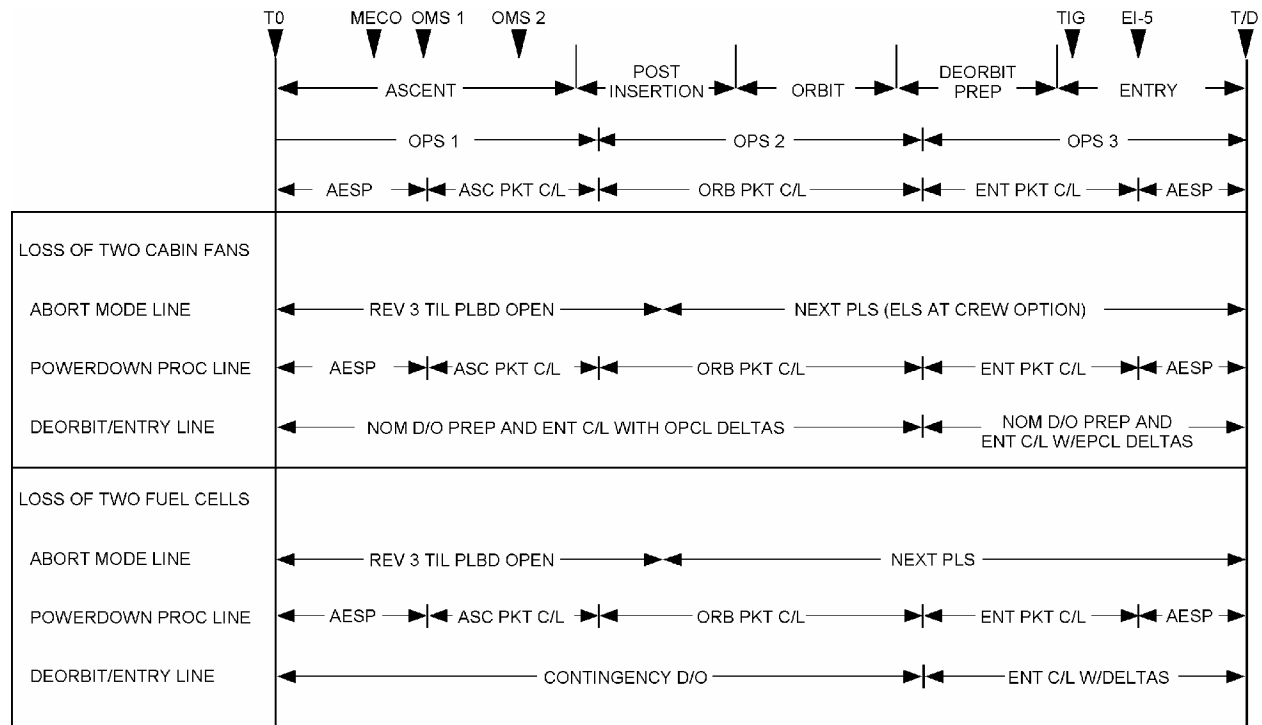 T0 MECO OMS 1 OMS 2 TIG EI-5 T/D
ASCENT POST INSERTION ORBIT DEORBIT PREP ENTRY
OPS 1 OPS 2 OPS 3
AESP ASC PKT C/L ORB PKT C/L ENT PKT C/L AESP
LOSS OF TWO CABIN FANS
ABORT MODE LINE REV 3 TIL PLBD OPEN NEXT PLS (ELS AT CREW OPTION)
POWERDOWN PROC LINE AESP ASC PKT C/L ORB PKT C/L ENT PKT C/L AESP
DEORBIT/ENTRY LINE NOM D/O PREP AND ENT C/L WITH OPCL DELTAS NOM D/O PREP AND
ENT C/L W/EPCL DELTAS
LOSS OF TWO FUEL CELLS
ABORT MODE LINE REV 3 TIL PLBD OPEN NEXT PLS
POWERDOWN PROC LINE AESP ASC PKT C/L ORB PKT C/L ENT PKT C/L AESP
DEORBIT/ENTRY LINE CONTINGENCY D/O ENT C/L W/DELTAS